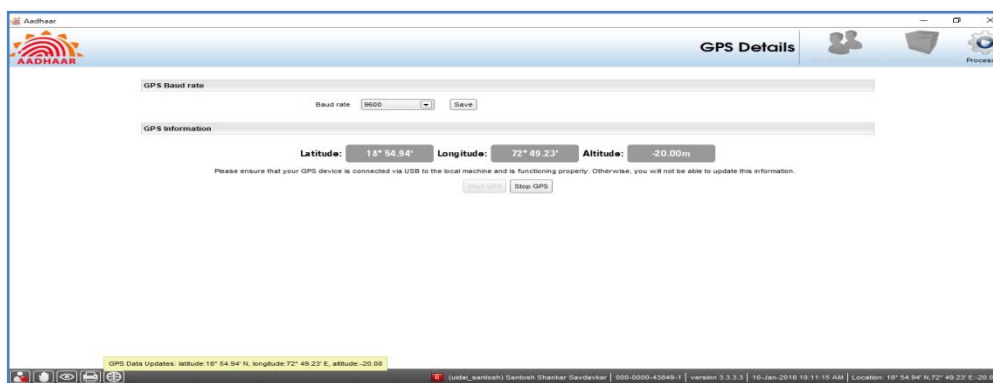 Aadhaar
AADHAAR
GPS Details
Process
GPS Baud rate
Baud rate 9600 Save
GPS Information
Latitude: 18° 54.94' Longitude: 72° 49.23' Altitude: -20.00m
Please ensure that your GPS device is connected via USB to the local machine and is functioning properly. Otherwise, you will not be able to update this information.
Start GPS Stop GPS
GPS Data Updates: latitude:18° 54.94' N, longitude:72° 49.23' E, altitude:-20.00
(uidai_santosh) Santosh Shankar Savdavkar | 000-0000-43849-1 | version 3.3.3.3 | 10-Jan-2018 10:11:15 AM | Location: 18° 54.94' N,72° 49.23' E:-20.0